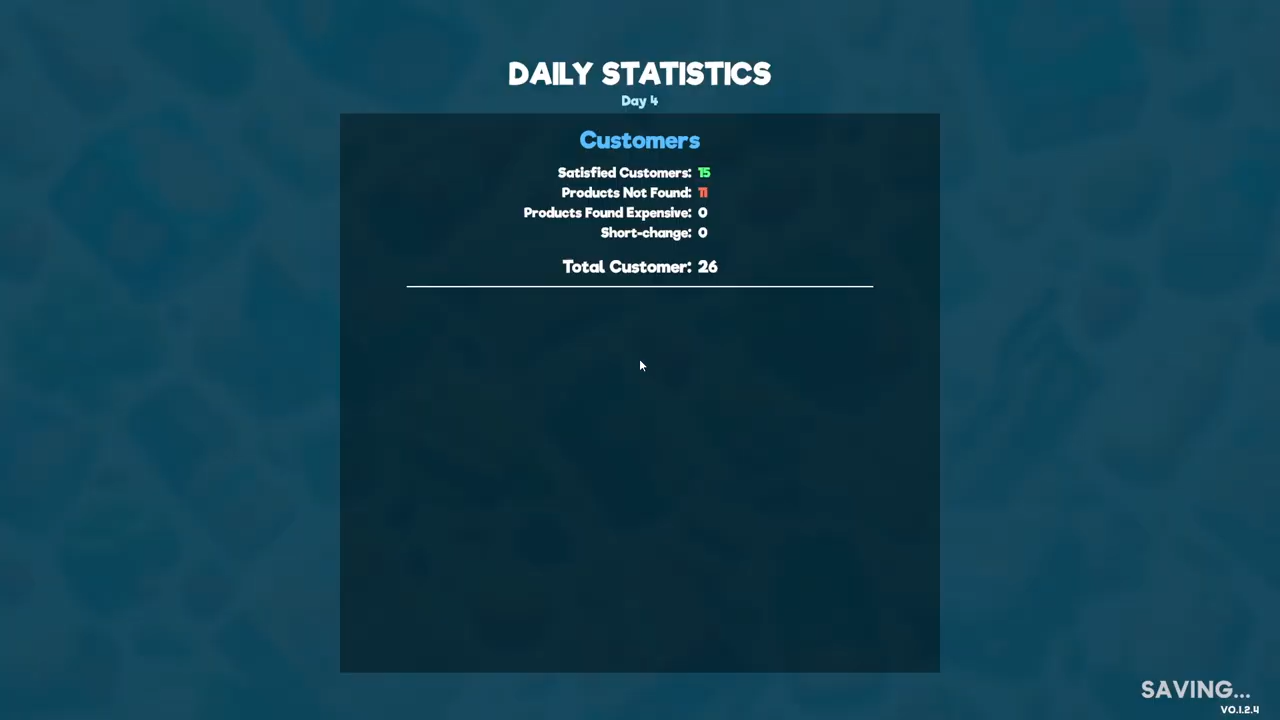 DAILY STATISTICS
Day 4
Customers
Satisfied Customers: 15
Products Not Found: 11
Products Found Expensive: 0
Short-change: 0
Total Customer: 26
SAVING...
V0.1.2.4